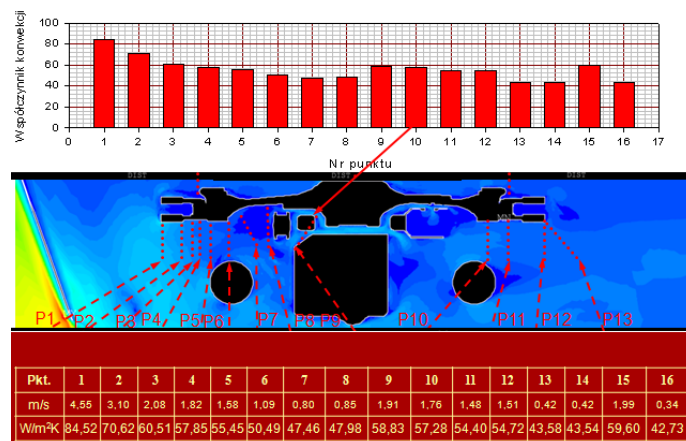 100
80
60
40
20
0
Współczynnik konwekcji
0 1 2 3 4 5 6 7 8 9 10 11 12 13 14 15 16 17
Nr punktu
DIST DIST DIST
P1 P2 P3 P4 P5 P6 P7 P8 P9 P10 P11 P12 P13
Pkt. 1 2 3 4 5 6 7 8 9 10 11 12 13 14 15 16
m/s 4,55 3,10 2,08 1,82 1,58 1,09 0,80 0,85 1,91 1,76 1,48 1,51 0,42 0,42 1,99 0,34
W/m²K 84,52 70,62 60,51 57,85 55,45 50,49 47,46 47,98 58,83 57,28 54,40 54,72 43,58 43,54 59,60 42,73